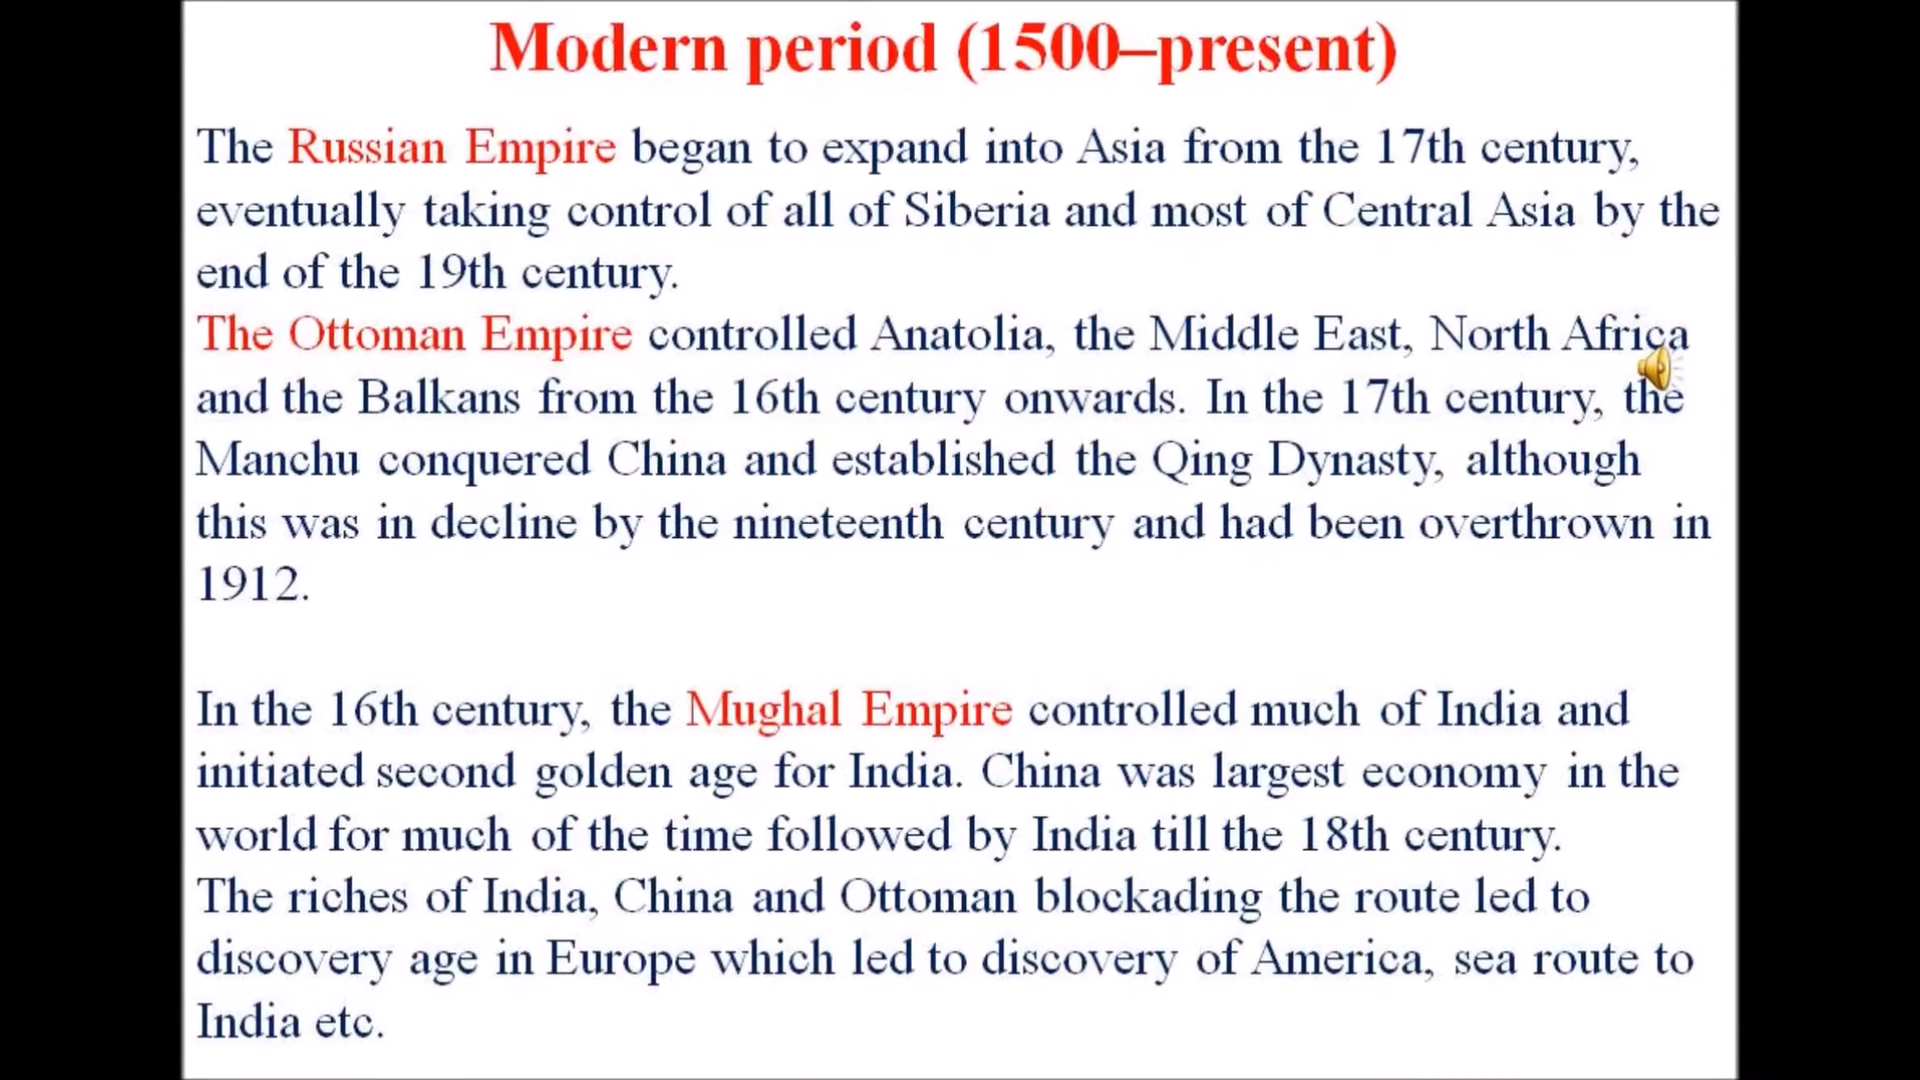 Modern period (1500–present)
The Russian Empire began to expand into Asia from the 17th century,
eventually taking control of all of Siberia and most of Central Asia by the
end of the 19th century.
The Ottoman Empire controlled Anatolia, the Middle East, North Africa
and the Balkans from the 16th century onwards. In the 17th century, the
Manchu conquered China and established the Qing Dynasty, although
this was in decline by the nineteenth century and had been overthrown in
1912.
In the 16th century, the Mughal Empire controlled much of India and
initiated second golden age for India. China was largest economy in the
world for much of the time followed by India till the 18th century.
The riches of India, China and Ottoman blockading the route led to
discovery age in Europe which led to discovery of America, sea route to
India etc.